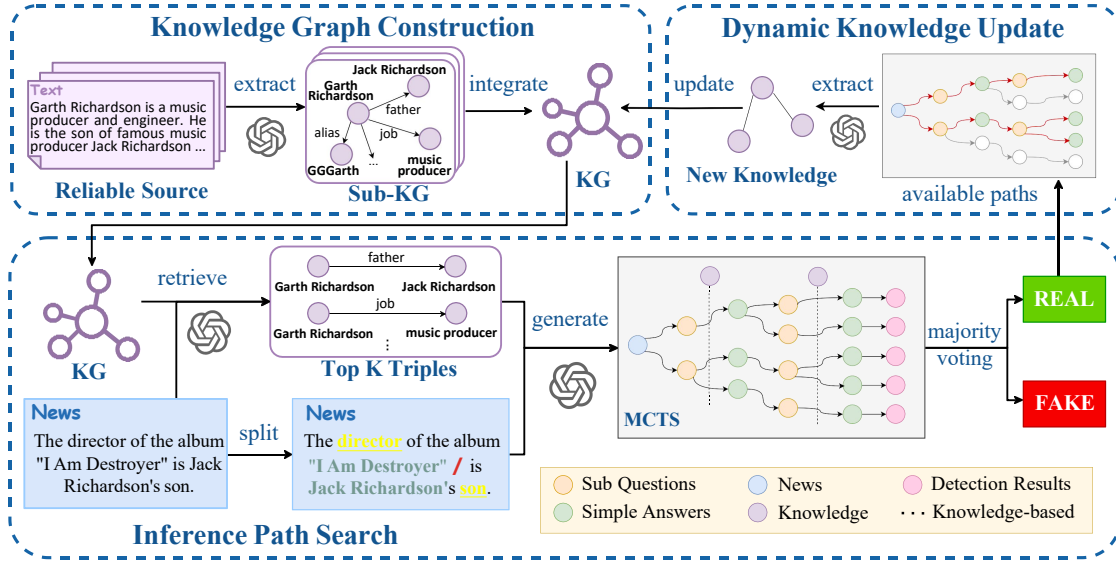 Knowledge Graph Construction
Text
Garth Richardson is a music
producer and engineer. He
is the son of famous music
producer Jack Richardson ...
Reliable Source
extract
Jack Richardson
Garth
Richardson
father
alias
job
...
GGGarth
music
producer
Sub-KG
integrate
KG
Dynamic Knowledge Update
update
New Knowledge
extract
available paths
KG
retrieve
father
Garth Richardson
Jack Richardson
job
Garth Richardson
music producer
⋮
Top K Triples
News
The director of the album
"I Am Destroyer" is Jack
Richardson's son.
split
News
The director of the album
"I Am Destroyer" / is
Jack Richardson's son.
generate
MCTS
majority
voting
REAL
FAKE
Sub Questions
News
Detection Results
Simple Answers
Knowledge
Knowledge-based
Inference Path Search